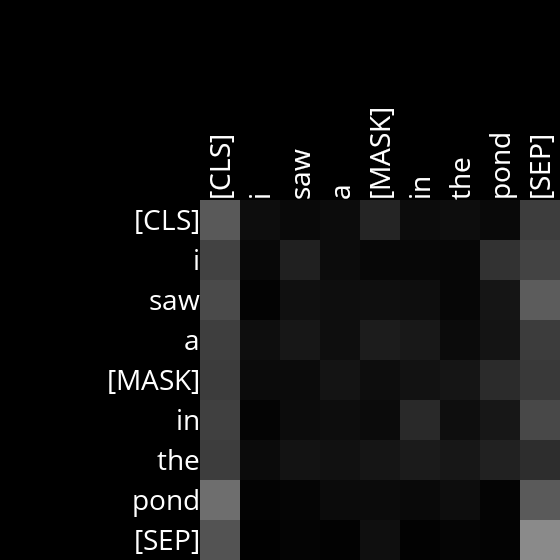 [CLS] i saw a [MASK] in the pond [SEP]
[CLS]
i
saw
a
[MASK]
in
the
pond
[SEP]